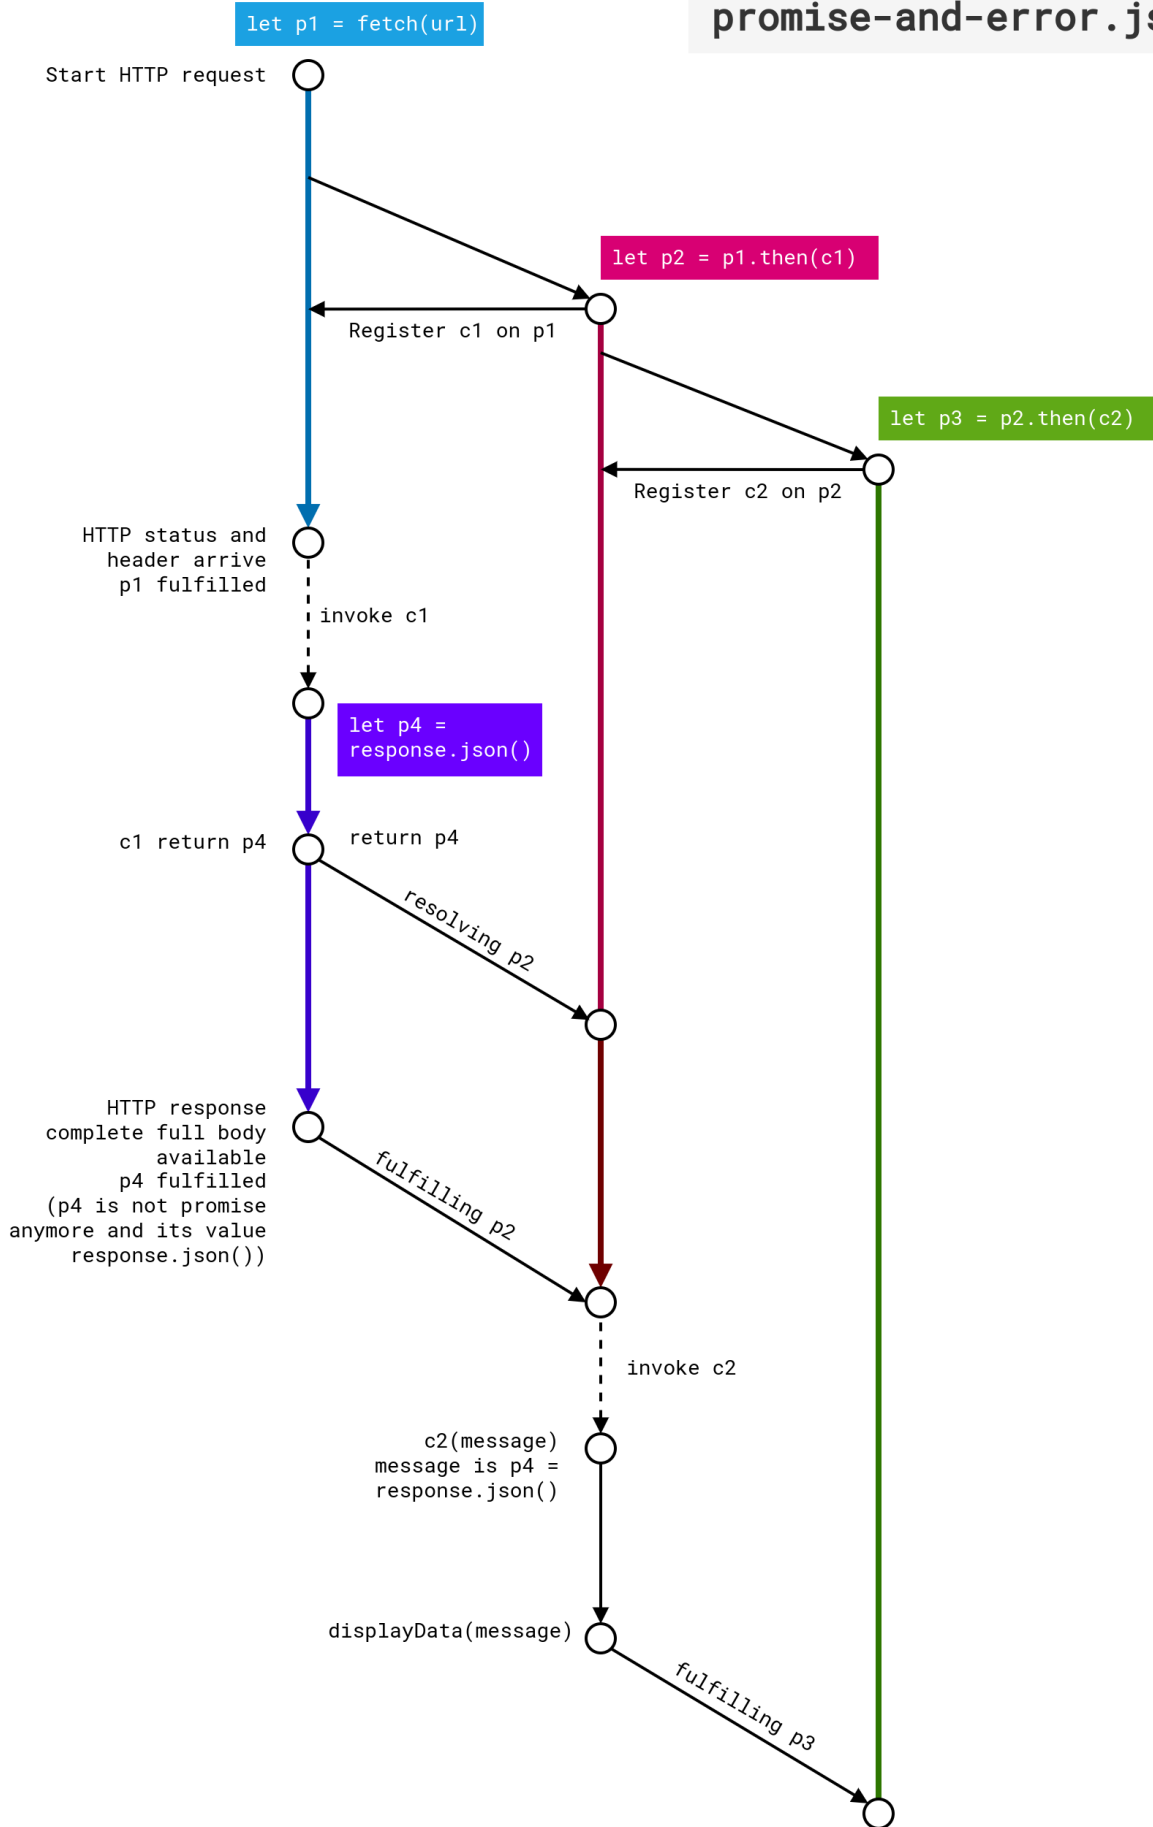 let p1 = fetch(url)
promise-and-error.js
Start HTTP request
let p2 = p1.then(c1)
Register c1 on p1
let p3 = p2.then(c2)
Register c2 on p2
HTTP status and
header arrive
p1 fulfilled
invoke c1
let p4 =
response.json()
c1 return p4
return p4
resolving p2
HTTP response
complete full body
available
p4 fulfilled
(p4 is not promise
anymore and its value
response.json())
fulfilling p2
invoke c2
c2(message)
message is p4 =
response.json()
displayData(message)
fulfilling p3